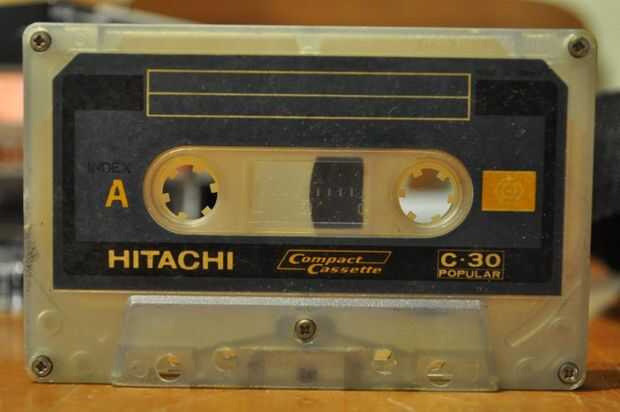 INDEX
A
HITACHI
Compact
Cassette
C·30
POPULAR